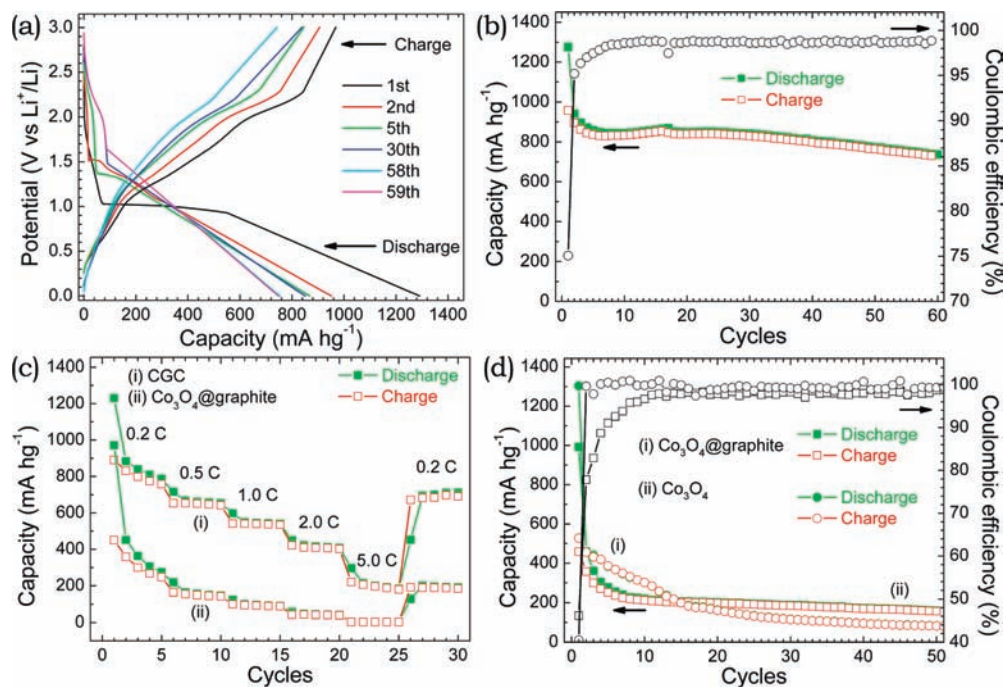 (a)
Charge
1st
2nd
5th
30th
58th
59th
Discharge
3.0
2.5
2.0
1.5
1.0
0.5
0.0
0 200 400 600 800 1000 1200 1400
Potential (V vs Li⁺/Li)
Capacity (mA hg⁻¹)
(b)
Discharge
Charge
1400
1200
1000
800
600
400
200
0
100
95
90
85
80
75
70
0 10 20 30 40 50 60
Capacity (mA hg⁻¹)
Coulombic efficiency (%)
Cycles
(c)
(i) CGC
(ii) Co₃O₄@graphite
Discharge
Charge
0.2 C
0.5 C
1.0 C
2.0 C
5.0 C
0.2 C
(i)
(ii)
1400
1200
1000
800
600
400
200
0
0 5 10 15 20 25 30
Capacity (mA hg⁻¹)
Cycles
(d)
(i) Co₃O₄@graphite
(ii) Co₃O₄
Discharge
Charge
Discharge
Charge
(i)
(ii)
1400
1200
1000
800
600
400
200
0
100
90
80
70
60
50
40
0 10 20 30 40 50
Capacity (mA hg⁻¹)
Coulombic efficiency (%)
Cycles